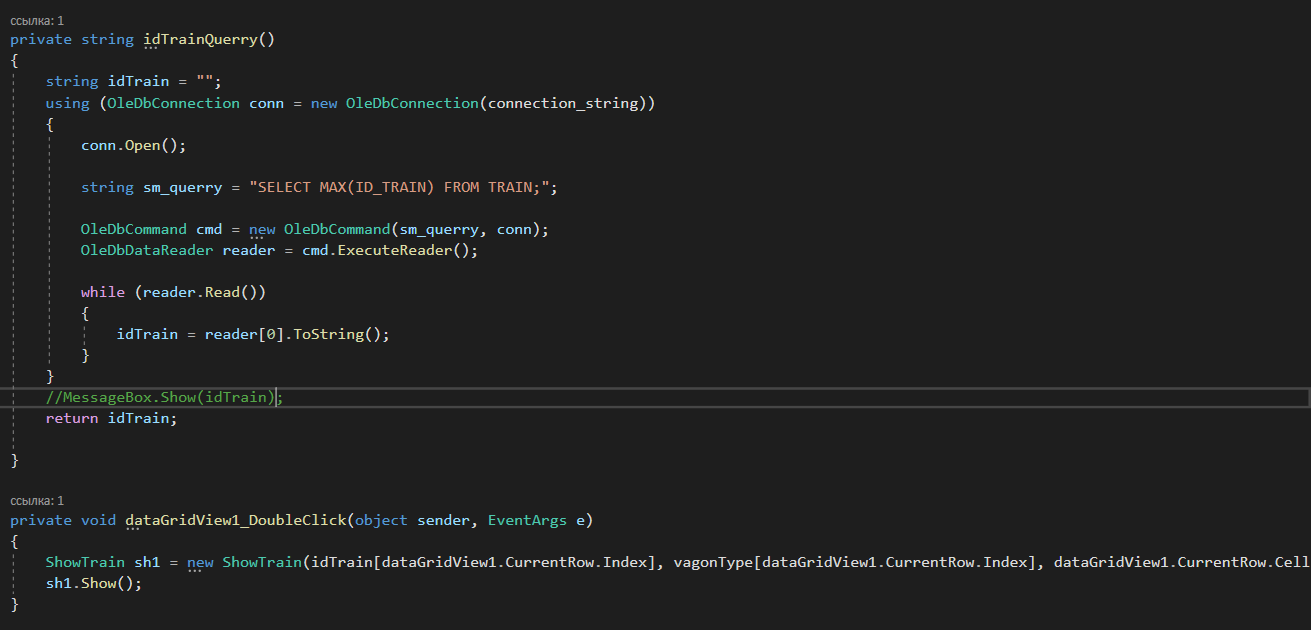 ссылка: 1
private string idTrainQuerry()
{
string idTrain = "";
using (OleDbConnection conn = new OleDbConnection(connection_string))
{
conn.Open();
string sm_querry = "SELECT MAX(ID_TRAIN) FROM TRAIN;";
OleDbCommand cmd = new OleDbCommand(sm_querry, conn);
OleDbDataReader reader = cmd.ExecuteReader();
while (reader.Read())
{
idTrain = reader[0].ToString();
}
}
//MessageBox.Show(idTrain);
return idTrain;
}
ссылка: 1
private void dataGridView1_DoubleClick(object sender, EventArgs e)
{
ShowTrain sh1 = new ShowTrain(idTrain[dataGridView1.CurrentRow.Index], vagonType[dataGridView1.CurrentRow.Index], dataGridView1.CurrentRow.Cell
sh1.Show();
}